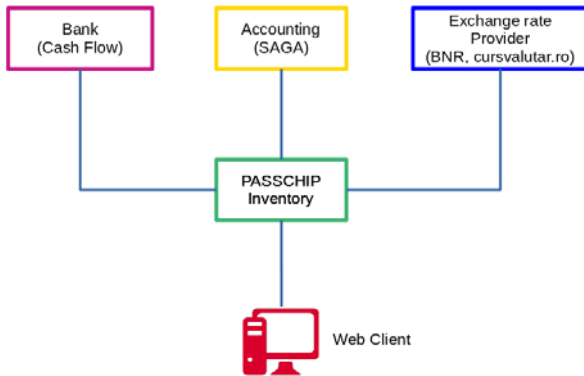 Bank
(Cash Flow)
Accounting
(SAGA)
Exchange rate
Provider
(BNR, cursvalutar.ro)
PASSCHIP
Inventory
Web Client